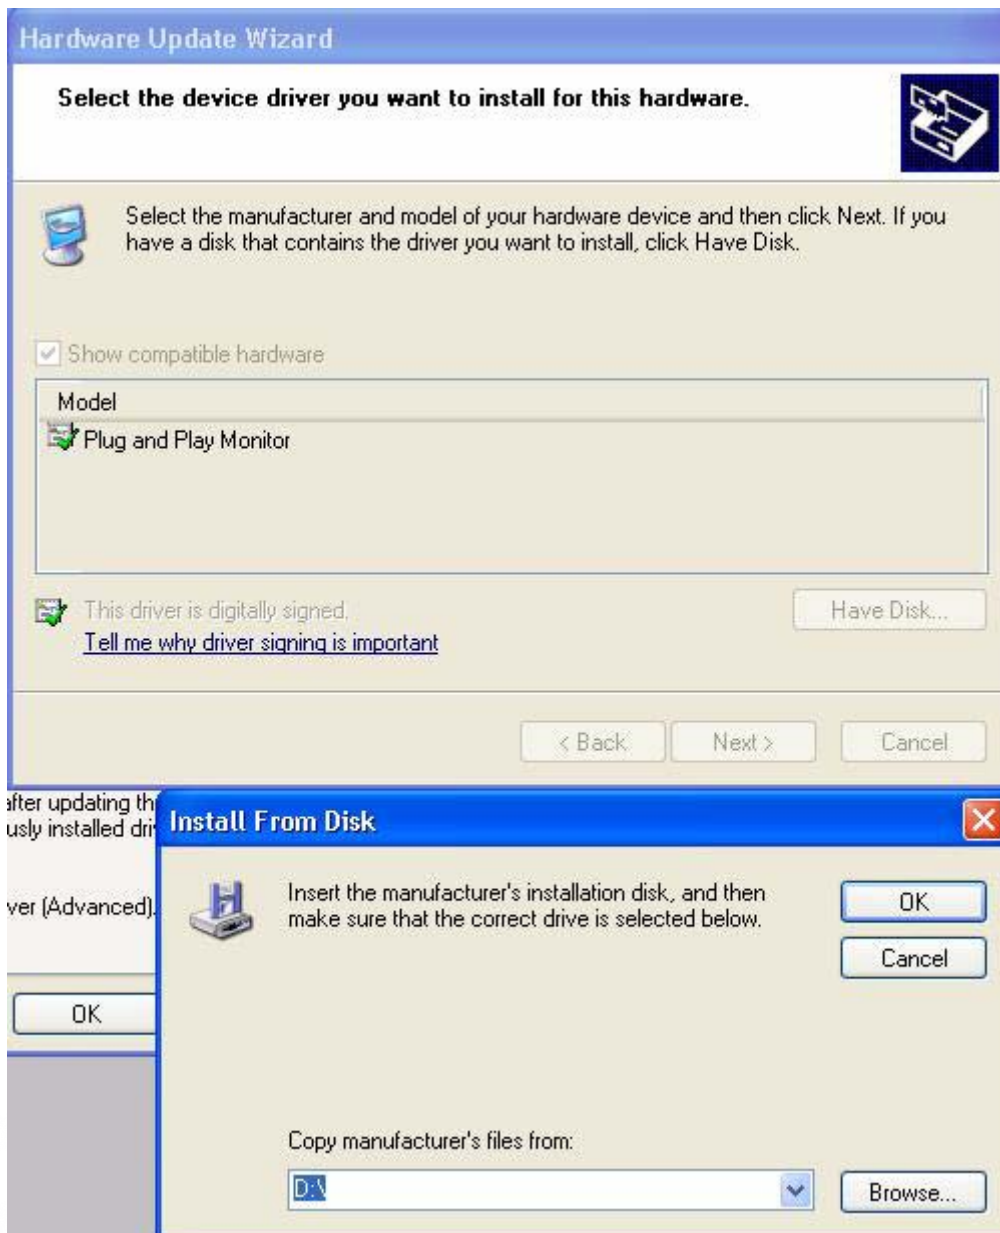 Hardware Update Wizard
Select the device driver you want to install for this hardware.
Select the manufacturer and model of your hardware device and then click Next. If you
have a disk that contains the driver you want to install, click Have Disk.
Show compatible hardware
Model
Plug and Play Monitor
This driver is digitally signed.
Have Disk...
Tell me why driver signing is important
< Back
Next >
Cancel
after updating th
usly installed dri
ver (Advanced).
OK
Install From Disk
Insert the manufacturer's installation disk, and then
make sure that the correct drive is selected below.
OK
Cancel
Copy manufacturer's files from:
D:\
Browse...